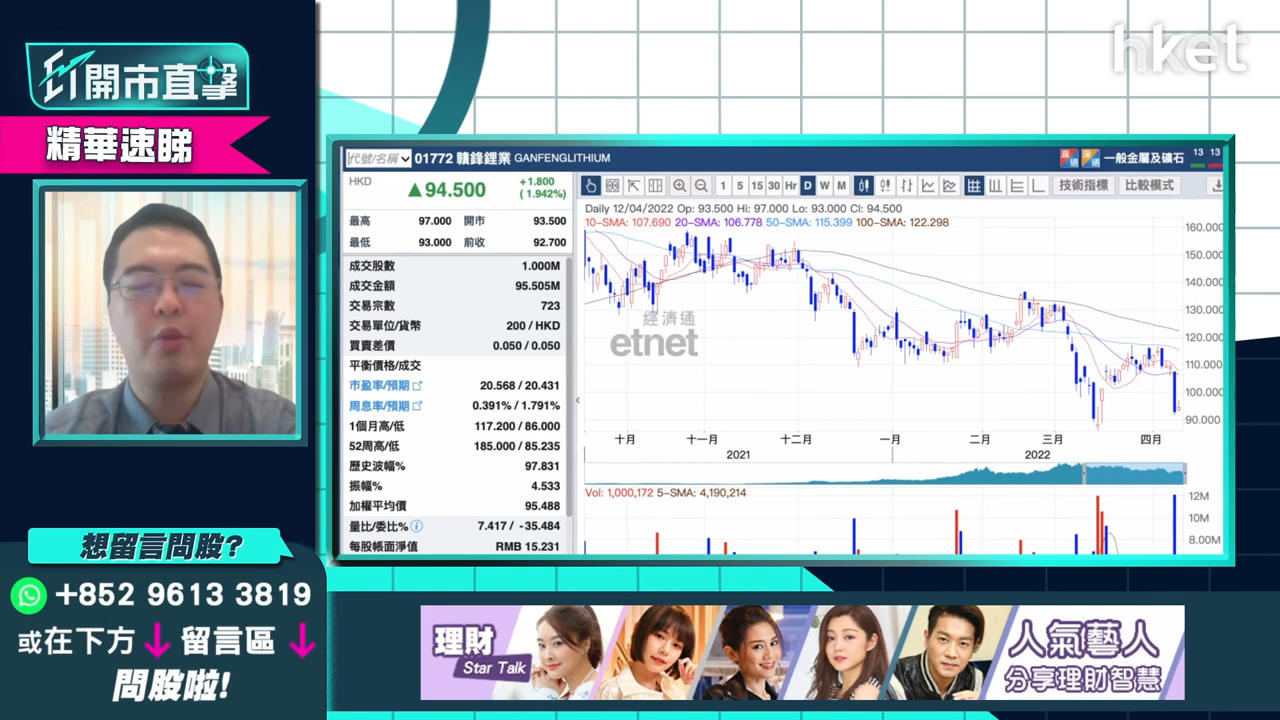 hket
ET開市直擊
精華速睇
代號/名稱
01772 贛鋒鋰業 GANFENGLITHIUM
一般金屬及礦石
13 13
HKD
▲94.500
+1.800
( 1.942%)
最高 97.000 開市 93.500
最低 93.000 前收 92.700
成交股數 1.000M
成交金額 95.505M
交易宗數 723
交易單位/貨幣 200 / HKD
買賣差價 0.050 / 0.050
平衡價格/成交
市盈率/預期 20.568 / 20.431
周息率/預期 0.391% / 1.791%
1個月高/低 117.200 / 86.000
52周高/低 185.000 / 85.235
歷史波幅% 97.831
振幅% 4.533
加權平均價 95.488
量比/委比% 7.417 / -35.484
每股帳面淨值 RMB 15.231
1 5 15 30 Hr D W M
技術指標 比較模式
Daily 12/04/2022 Op: 93.500 Hi: 97.000 Lo: 93.000 Cl: 94.500
10-SMA: 107.690 20-SMA: 106.778 50-SMA: 115.399 100-SMA: 122.298
160.000
150.000
140.000
130.000
120.000
110.000
100.000
90.000
經濟通
etnet
十月 十一月 十二月 一月 二月 三月 四月
2021 2022
Vol: 1,000,172 5-SMA: 4,190,214
12M
10M
8.00M
想留言問股?
+852 9613 3819
或在下方↓留言區↓
問股啦!
理財
Star Talk
人氣藝人
分享理財智慧